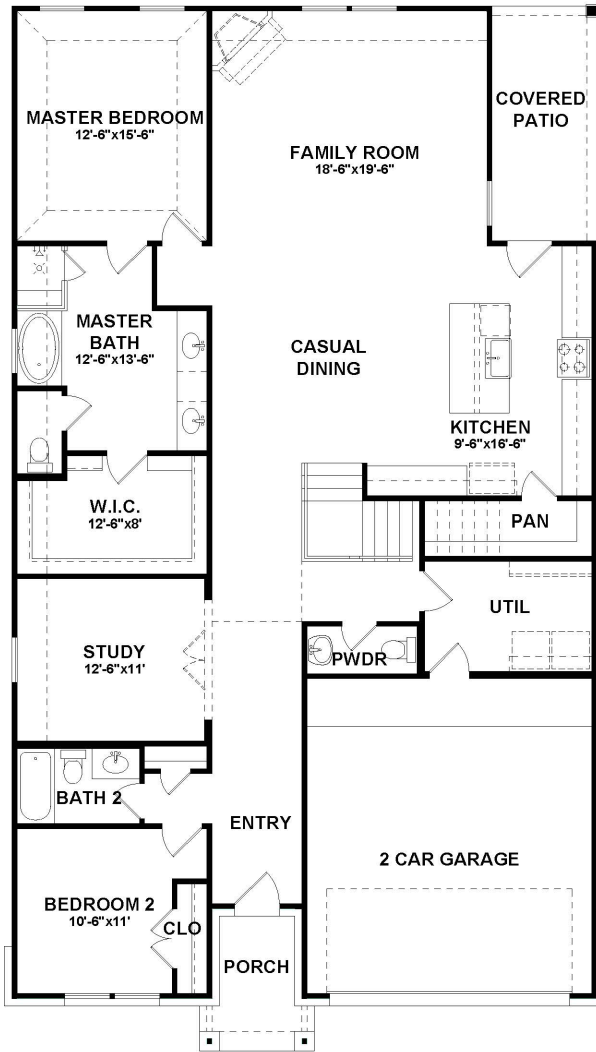 MASTER BEDROOM
12'-6"x15'-6"
FAMILY ROOM
18'-6"x19'-6"
COVERED
PATIO
MASTER
BATH
12'-6"x13'-6"
CASUAL
DINING
KITCHEN
9'-6"x16'-6"
W.I.C.
12'-6"x8'
PAN
UTIL
STUDY
12'-6"x11'
PWDR
BATH 2
ENTRY
2 CAR GARAGE
BEDROOM 2
10'-6"x11'
CLO
PORCH